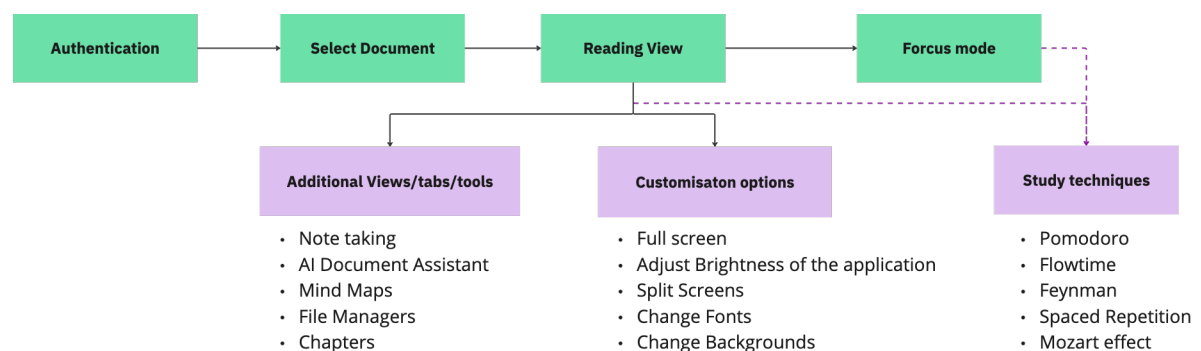 Authentication
Select Document
Reading View
Forcus mode
Additional Views/tabs/tools
Customisaton options
Study techniques
• Note taking
• AI Document Assistant
• Mind Maps
• File Managers
• Chapters
• Full screen
• Adjust Brightness of the application
• Split Screens
• Change Fonts
• Change Backgrounds
• Pomodoro
• Flowtime
• Feynman
• Spaced Repetition
• Mozart effect